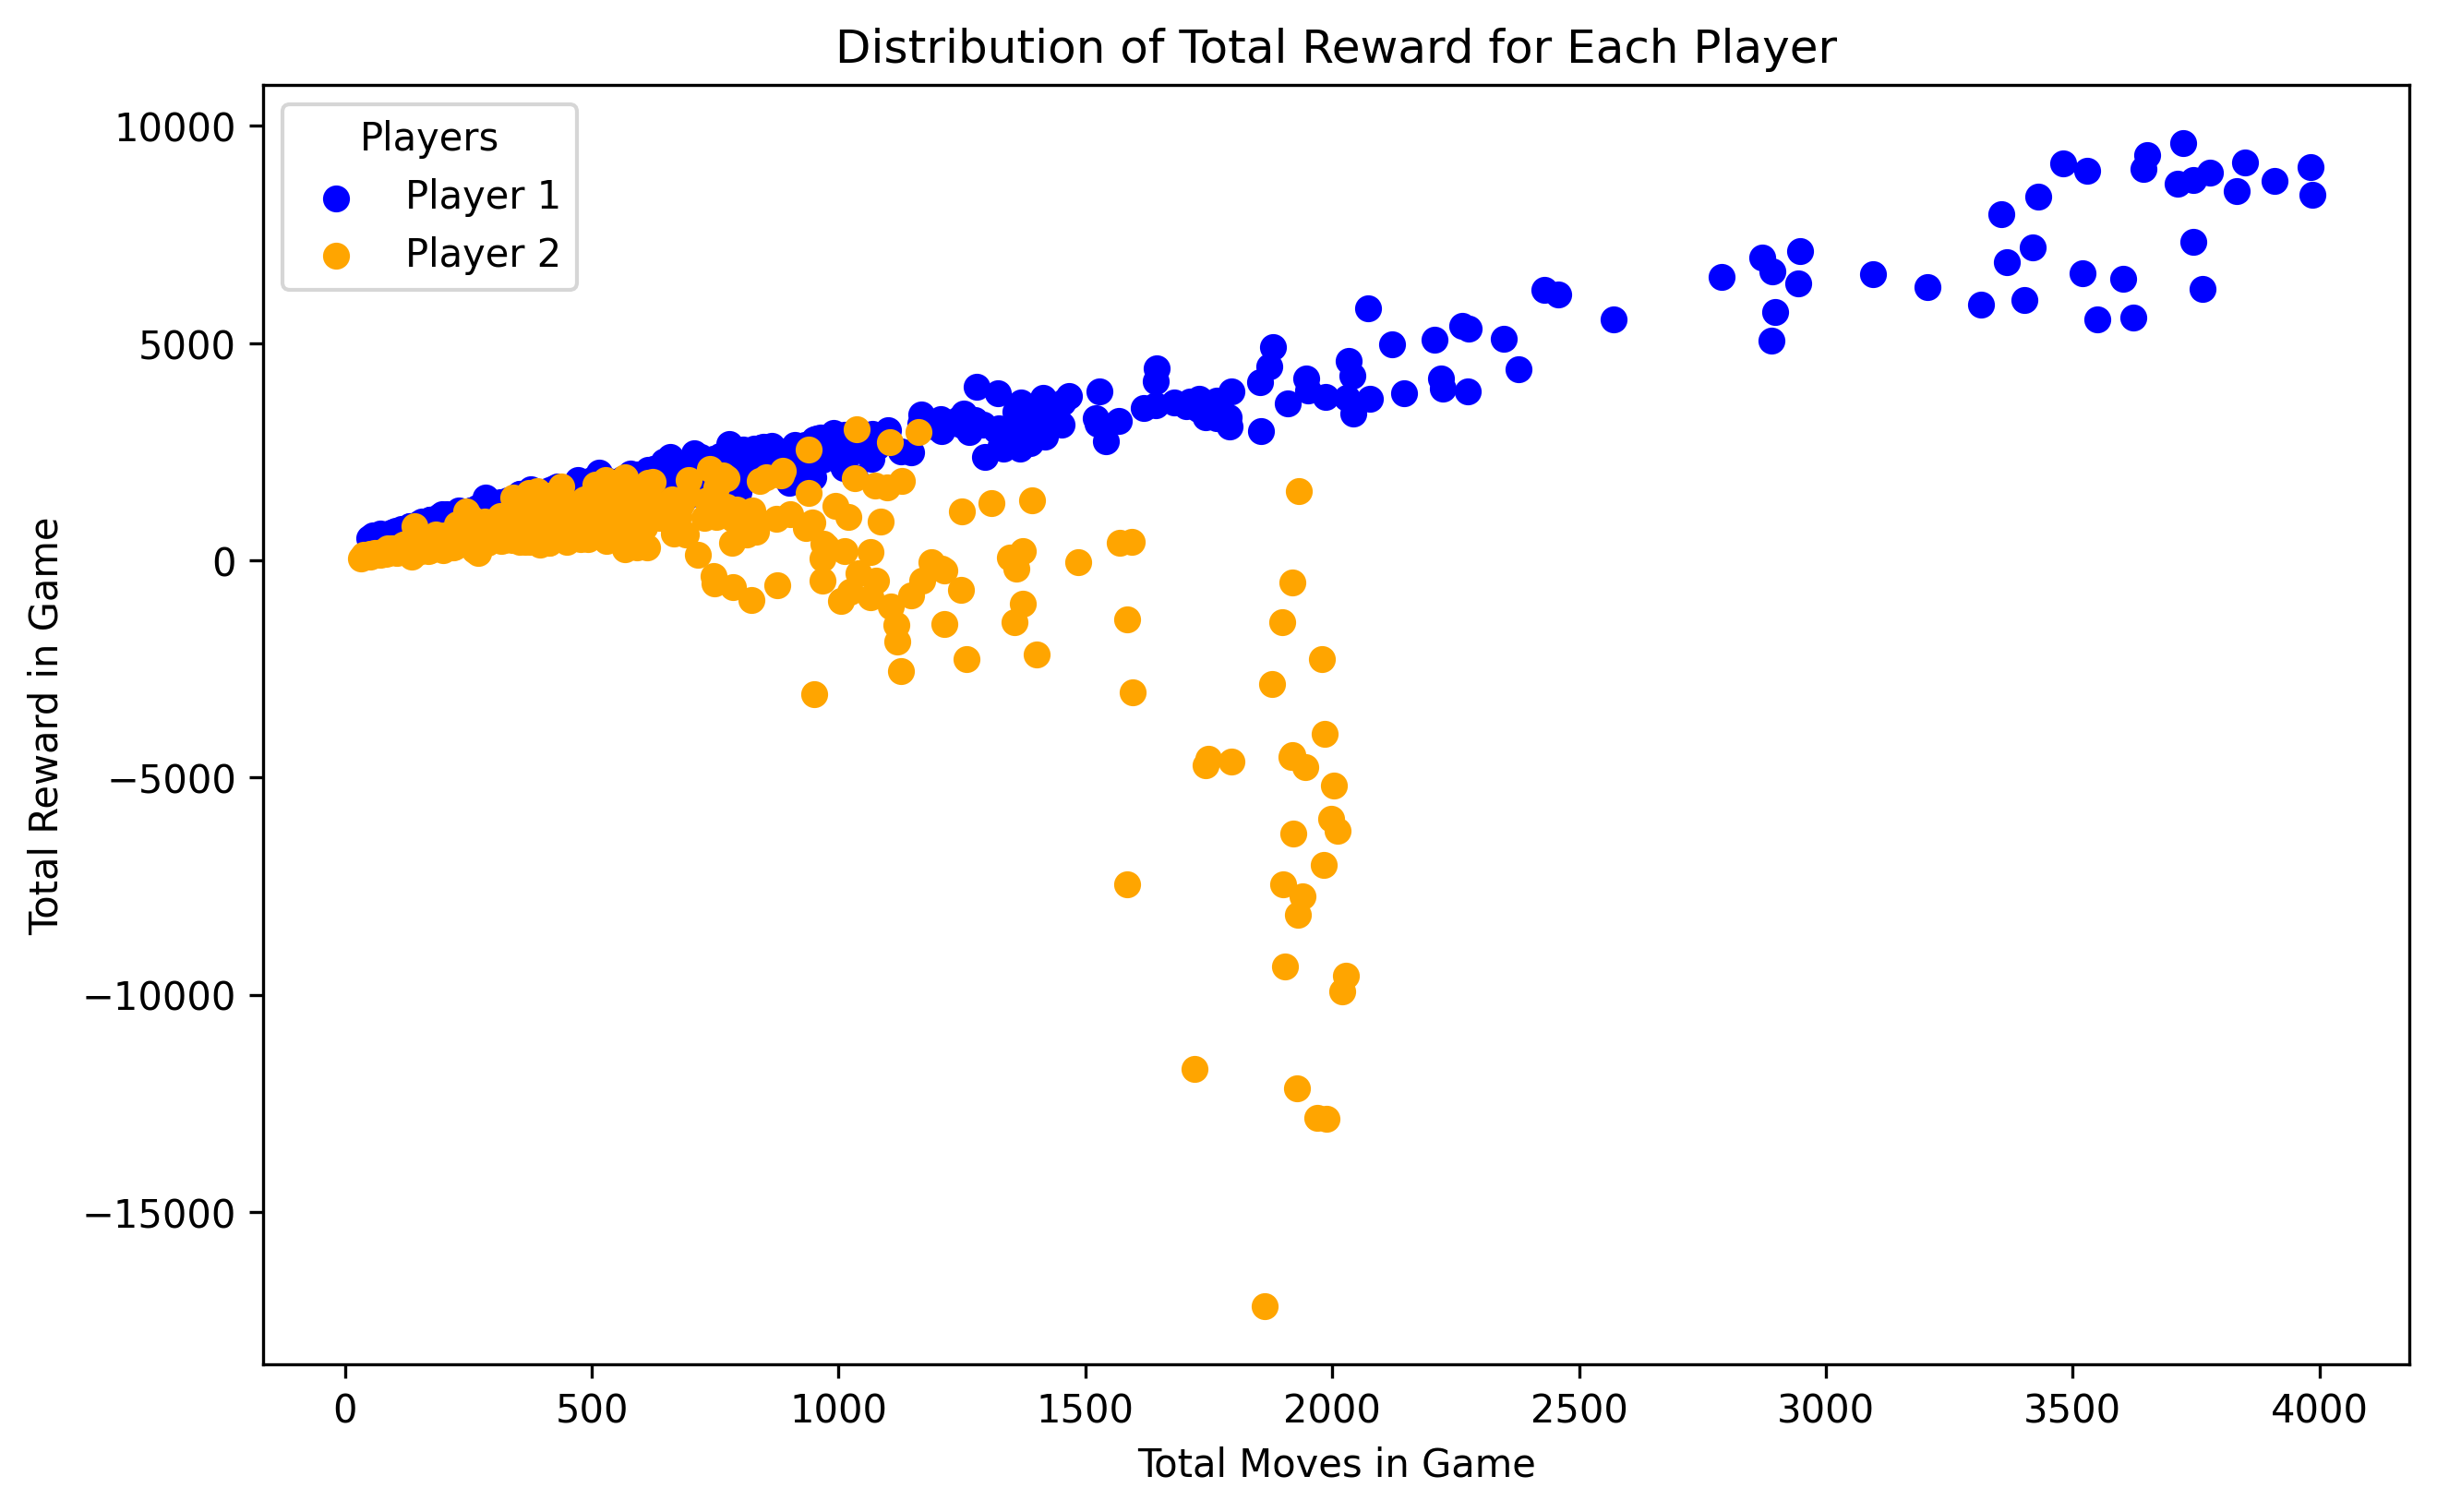 Distribution of Total Reward for Each Player
Players
Player 1
Player 2
10000
5000
0
−5000
−10000
−15000
Total Reward in Game
0 500 1000 1500 2000 2500 3000 3500 4000
Total Moves in Game